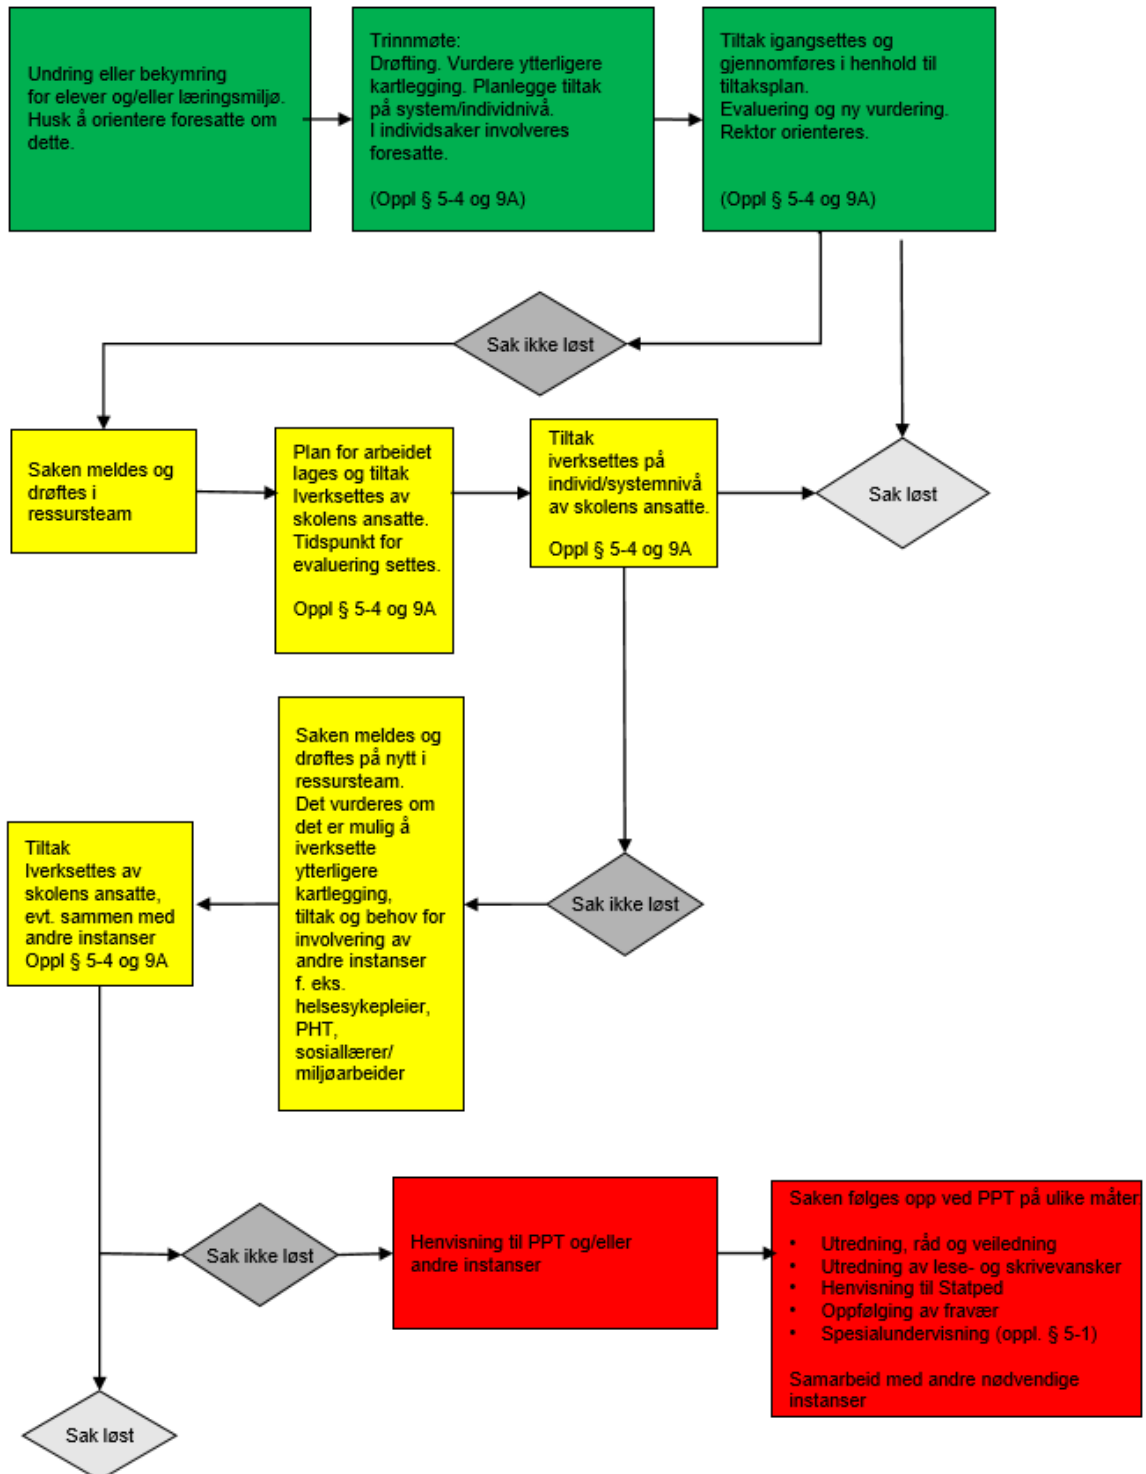 Undring eller bekymring
for elever og/eller læringsmiljø.
Husk å orientere foresatte om
dette.
Trinnmøte:
Drøfting. Vurdere ytterligere
kartlegging. Planlegge tiltak
på system/individnivå.
I individsaker involveres
foresatte.
(Oppl § 5-4 og 9A)
Tiltak igangsettes og
gjennomføres i henhold til
tiltaksplan.
Evaluering og ny vurdering.
Rektor orienteres.
(Oppl § 5-4 og 9A)
Sak ikke løst
Saken meldes og
drøftes i
ressursteam
Plan for arbeidet
lages og tiltak
Iverksettes av
skolens ansatte.
Tidspunkt for
evaluering settes.
Oppl § 5-4 og 9A
Tiltak
iverksettes på
individ/systemnivå
av skolens ansatte.
Oppl § 5-4 og 9A
Sak løst
Saken meldes og
drøftes på nytt i
ressursteam.
Det vurderes om
det er mulig å
iverksette
ytterligere
kartlegging,
tiltak og behov for
involvering av
andre instanser
f. eks.
helsesykepleier,
PHT,
sosiallærer/
miljøarbeider
Sak ikke løst
Tiltak
Iverksettes av
skolens ansatte,
evt. sammen med
andre instanser
Oppl § 5-4 og 9A
Sak ikke løst
Henvisning til PPT og/eller
andre instanser
Saken følges opp ved PPT på ulike måter:
• Utredning, råd og veiledning
• Utredning av lese- og skrivevansker
• Henvisning til Statped
• Oppfølging av fravær
• Spesialundervisning (oppl. § 5-1)
Samarbeid med andre nødvendige
instanser
Sak løst